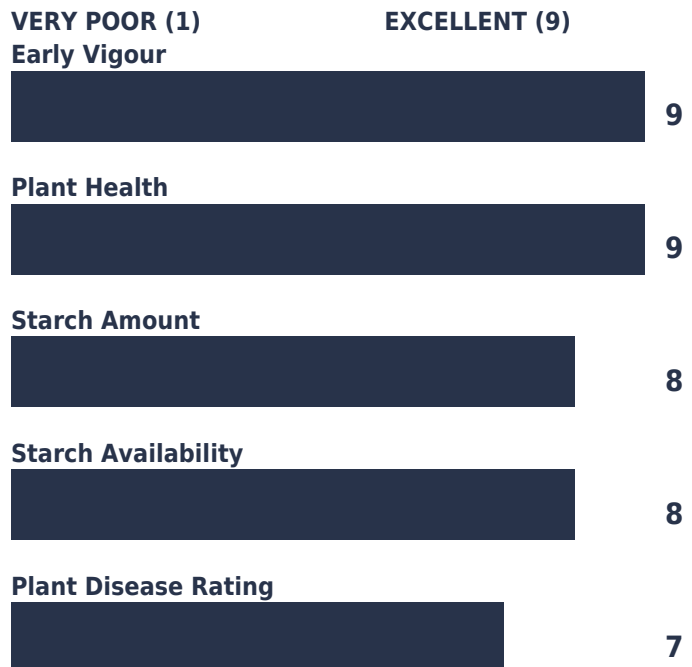 VERY POOR (1) EXCELLENT (9)
Early Vigour
9
Plant Health
9
Starch Amount
8
Starch Availability
8
Plant Disease Rating
7